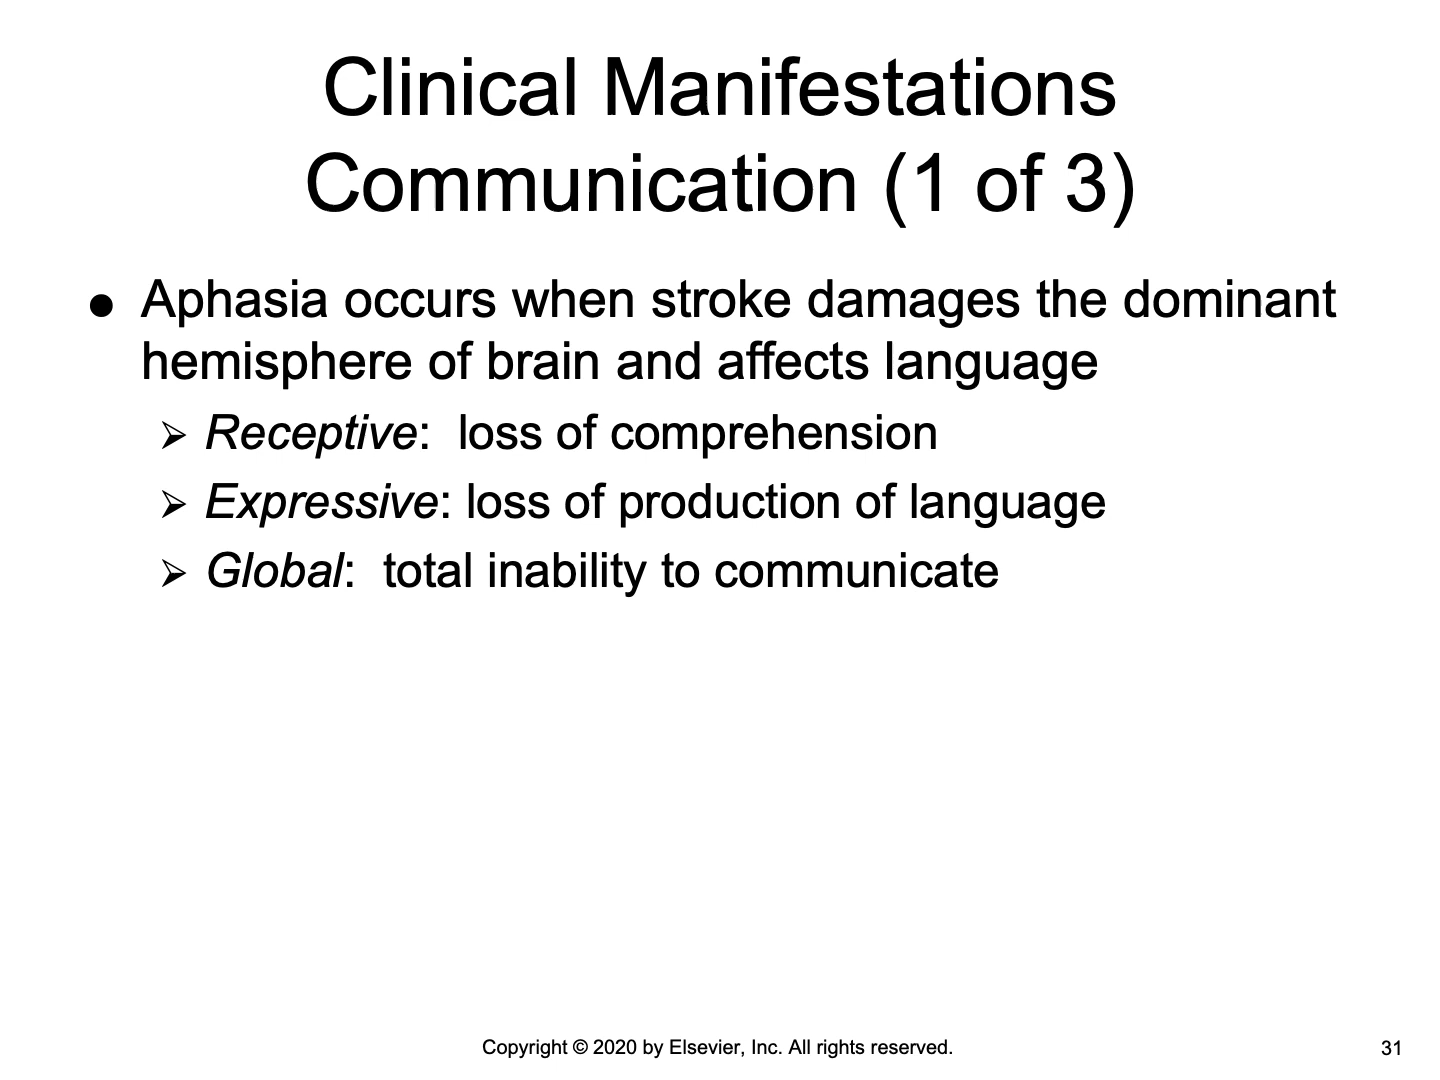 Clinical Manifestations
Communication (1 of 3)
● Aphasia occurs when stroke damages the dominant
hemisphere of brain and affects language
➢ Receptive:  loss of comprehension
➢ Expressive: loss of production of language
➢ Global:  total inability to communicate
Copyright © 2020 by Elsevier, Inc. All rights reserved.
31